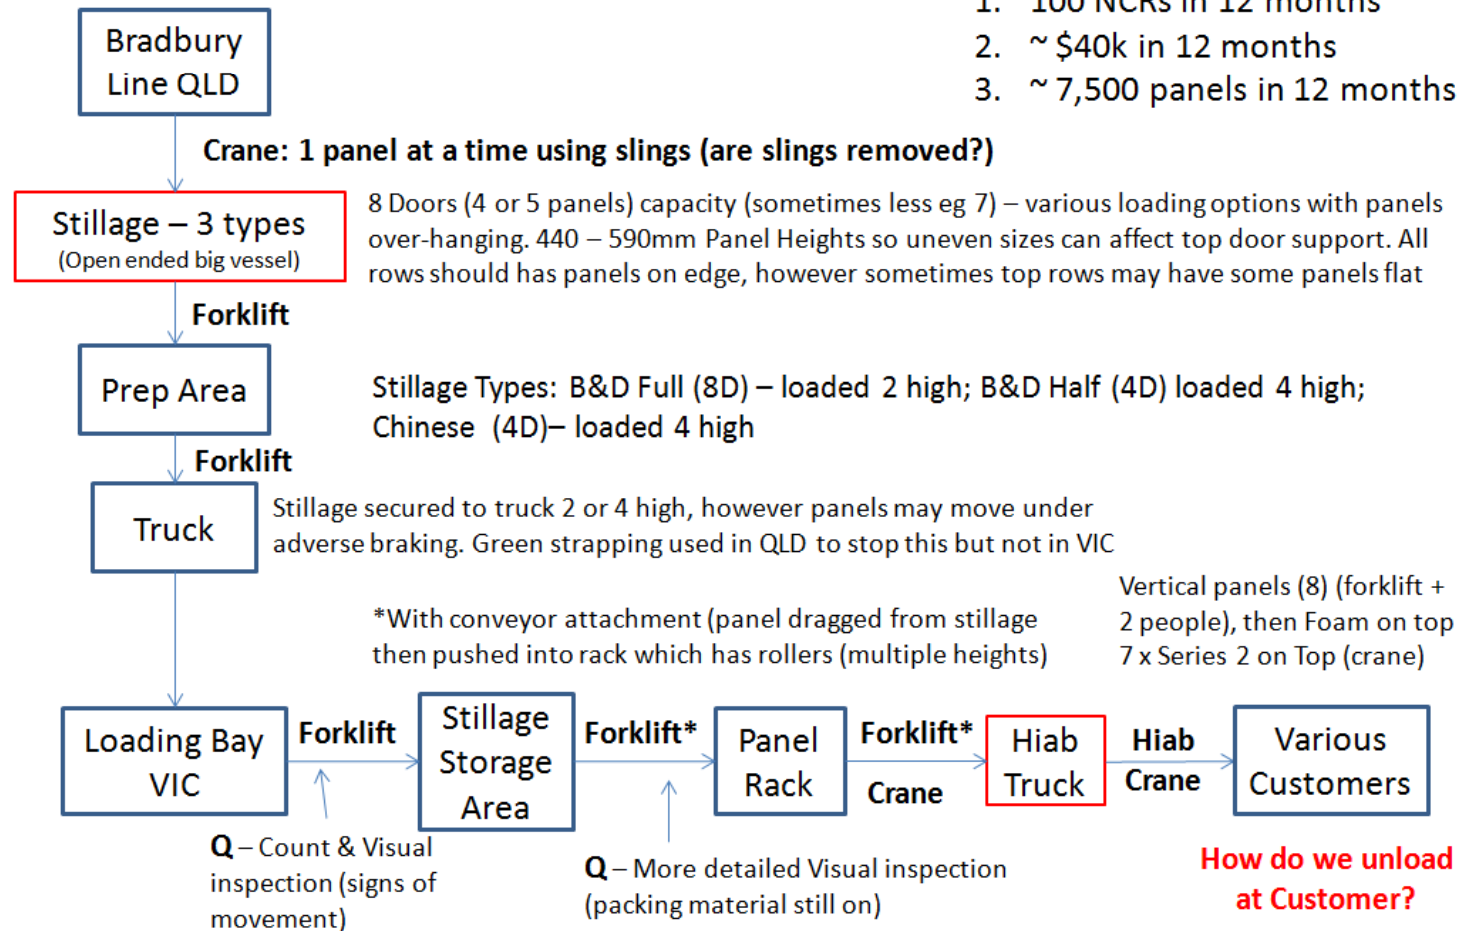 1. 100 NCRs in 12 months
2. ~ $40k in 12 months
3. ~ 7,500 panels in 12 months
Bradbury
Line QLD
Crane: 1 panel at a time using slings (are slings removed?)
Stillage – 3 types
(Open ended big vessel)
8 Doors (4 or 5 panels) capacity (sometimes less eg 7) – various loading options with panels
over-hanging. 440 – 590mm Panel Heights so uneven sizes can affect top door support. All
rows should has panels on edge, however sometimes top rows may have some panels flat
Forklift
Prep Area
Stillage Types: B&D Full (8D) – loaded 2 high; B&D Half (4D) loaded 4 high;
Chinese (4D)– loaded 4 high
Forklift
Truck
Stillage secured to truck 2 or 4 high, however panels may move under
adverse braking. Green strapping used in QLD to stop this but not in VIC
*With conveyor attachment (panel dragged from stillage
then pushed into rack which has rollers (multiple heights)
Vertical panels (8) (forklift +
2 people), then Foam on top
7 x Series 2 on Top (crane)
Loading Bay
VIC
Forklift
Stillage
Storage
Area
Forklift*
Panel
Rack
Forklift*
Crane
Hiab
Truck
Hiab
Crane
Various
Customers
Q – Count & Visual
inspection (signs of
movement)
Q – More detailed Visual inspection
(packing material still on)
How do we unload
at Customer?